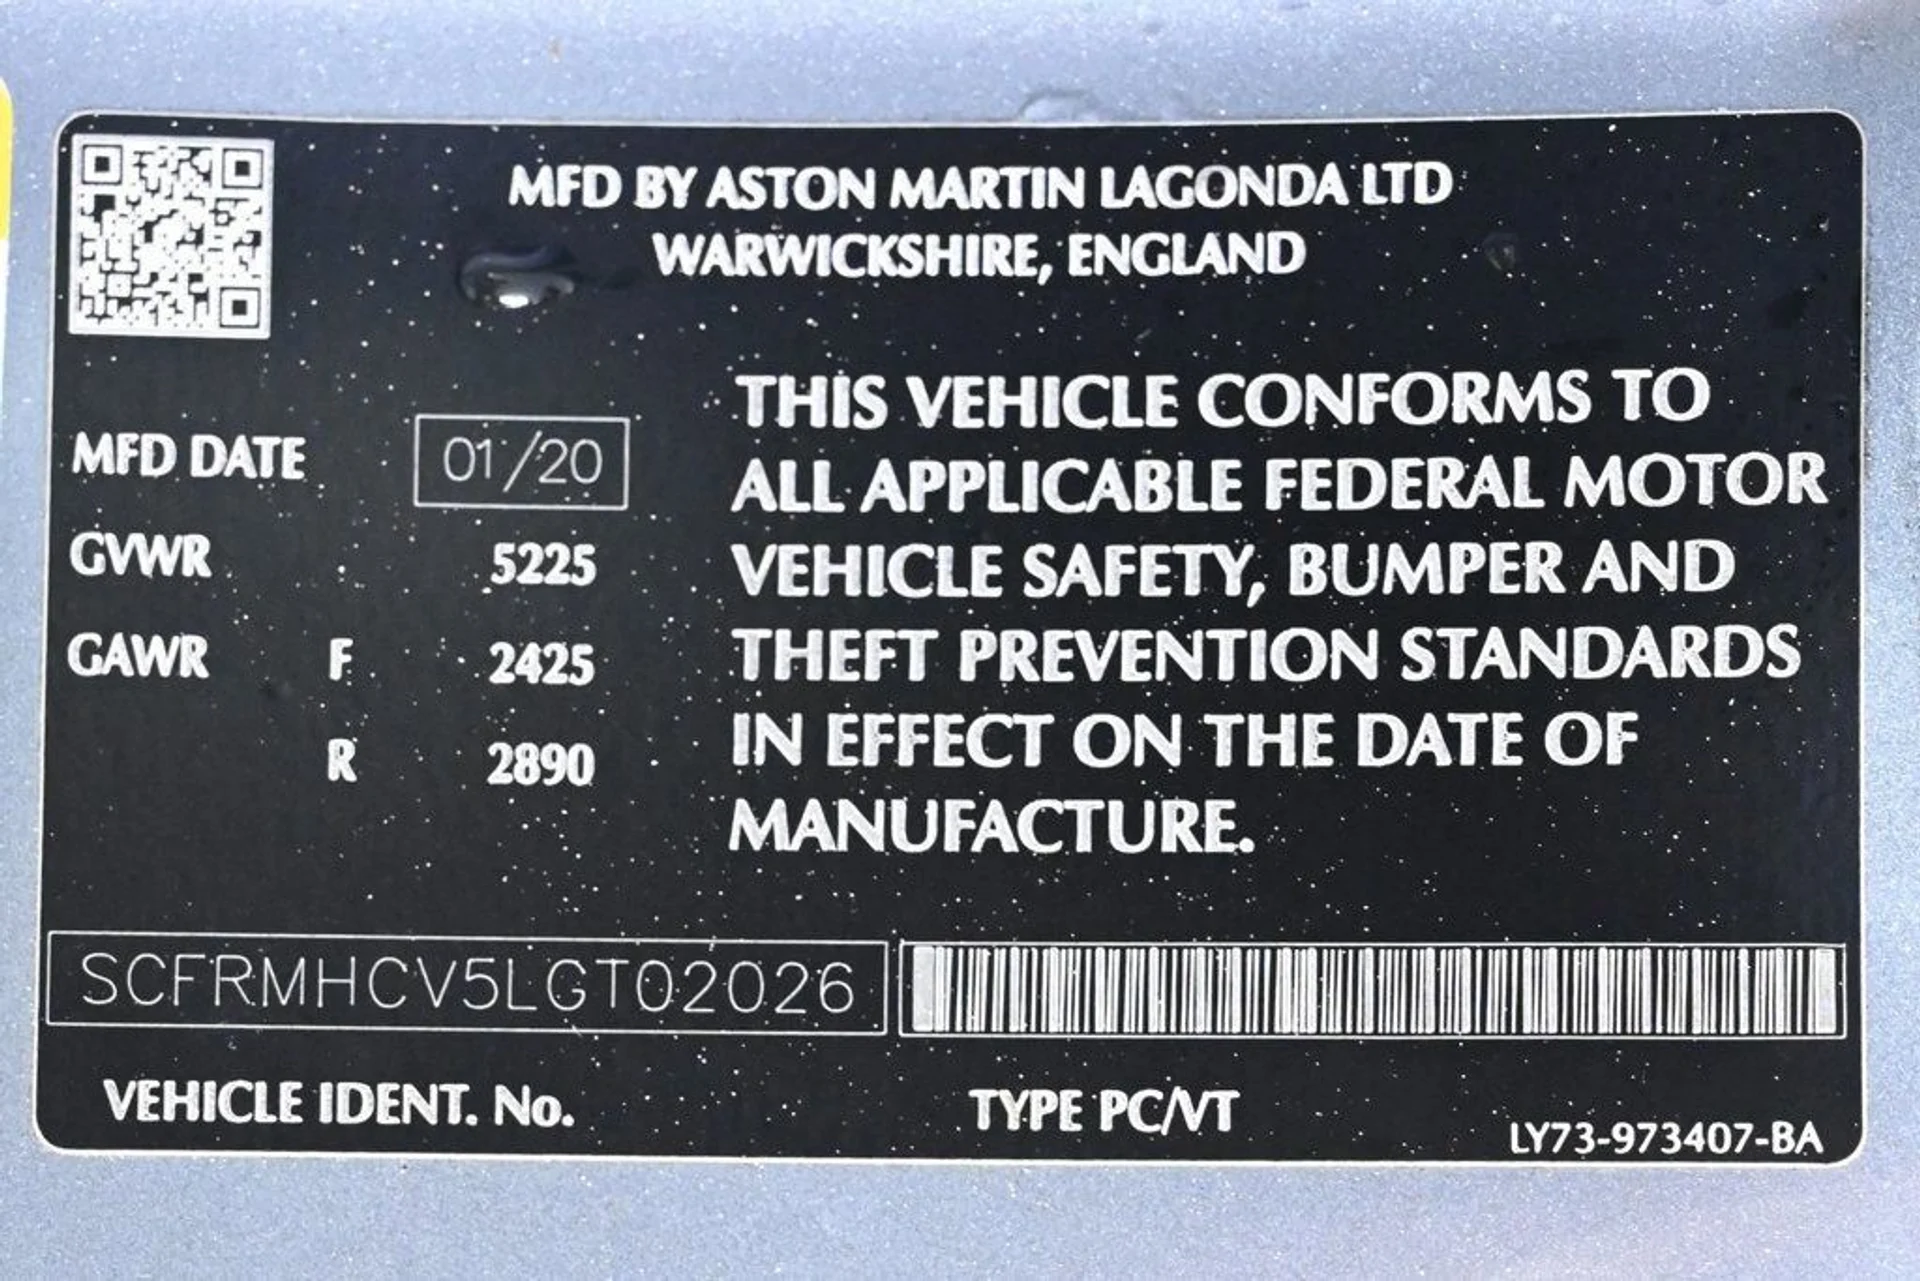 MFD BY ASTON MARTIN LAGONDA LTD
WARWICKSHIRE, ENGLAND
MFD DATE 01/20
GVWR 5225
GAWR F 2425
R 2890
THIS VEHICLE CONFORMS TO
ALL APPLICABLE FEDERAL MOTOR
VEHICLE SAFETY, BUMPER AND
THEFT PREVENTION STANDARDS
IN EFFECT ON THE DATE OF
MANUFACTURE.
SCFRMHCV5LGT02026
VEHICLE IDENT. No.
TYPE PC/VT
LY73-973407-BA